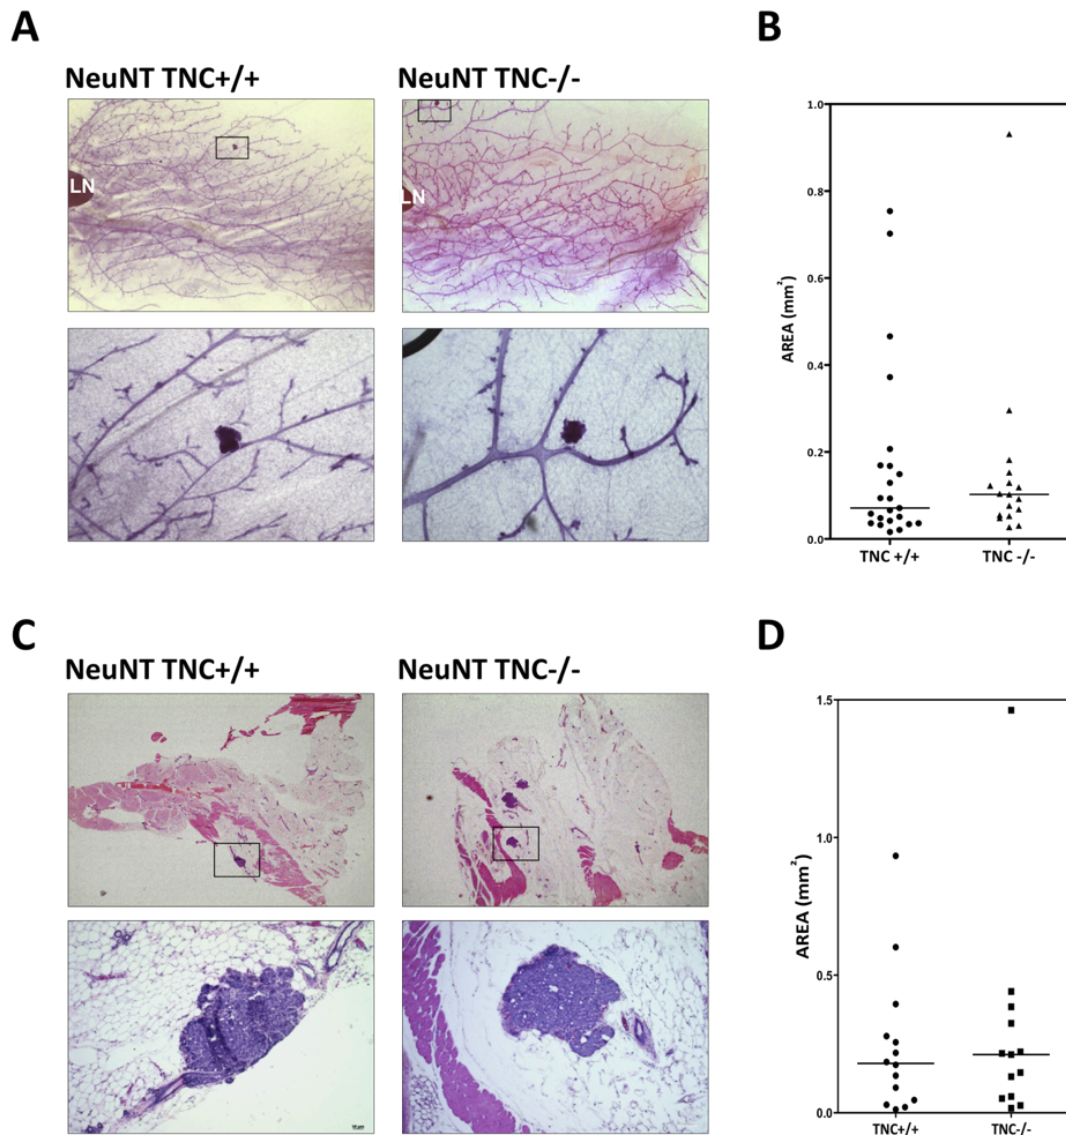 A
NeuNT TNC+/+
NeuNT TNC-/-
LN
LN
B
1.0
0.8
0.6
0.4
0.2
0.0
AREA (mm²)
TNC +/+
TNC -/-
C
NeuNT TNC+/+
NeuNT TNC-/-
D
1.5
1.0
0.5
0.0
AREA (mm²)
TNC+/+
TNC-/-